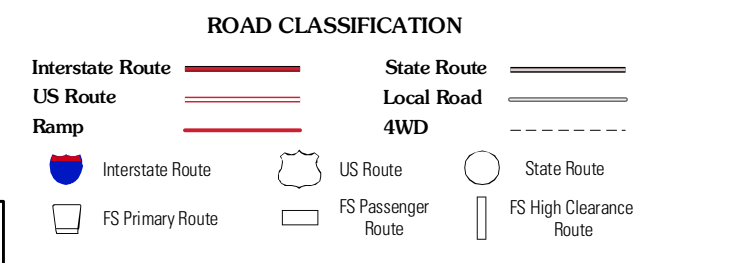 ROAD CLASSIFICATION
Interstate Route
State Route
US Route
Local Road
Ramp
4WD
Interstate Route
US Route
State Route
FS Primary Route
FS Passenger
Route
FS High Clearance
Route